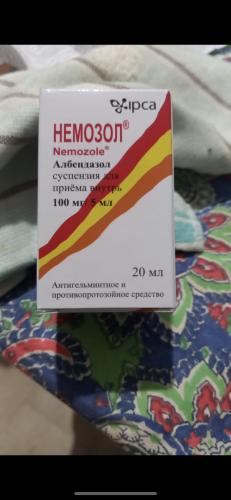 ipca
НЕМОЗОЛ®
Nemozole®
Албендазол
суспензия для
приёма внутрь
100 мг/ 5 мл
20 мл
Антигельминтное и
противопротозойное средство